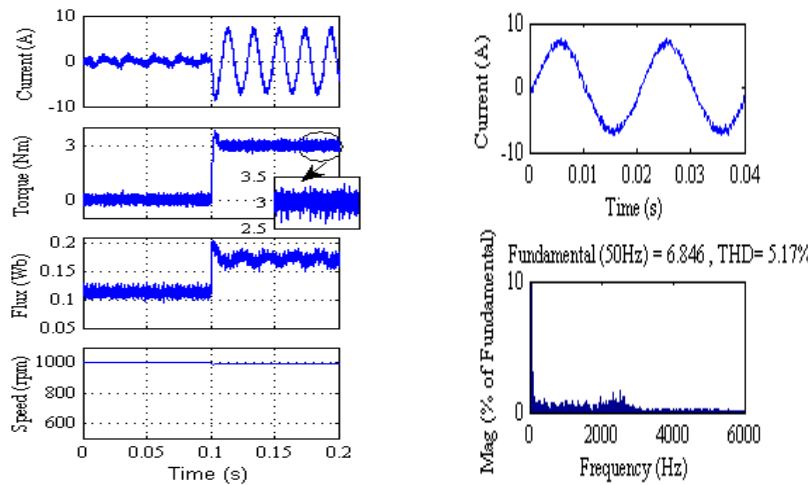 10
0
-10
Current (A)
3
0
Torque (Nm)
3.5
3
2.5
0.2
0.15
0.1
0.05
Flux (Wb)
1000
800
600
Speed (rpm)
0 0.05 0.1 0.15 0.2
Time (s)
10
0
-10
Current (A)
0 0.01 0.02 0.03 0.04
Time (s)
Fundamental (50Hz) = 6.846 , THD= 5.17%
10
0
Mag (% of Fundamental)
0 2000 4000 6000
Frequency (Hz)